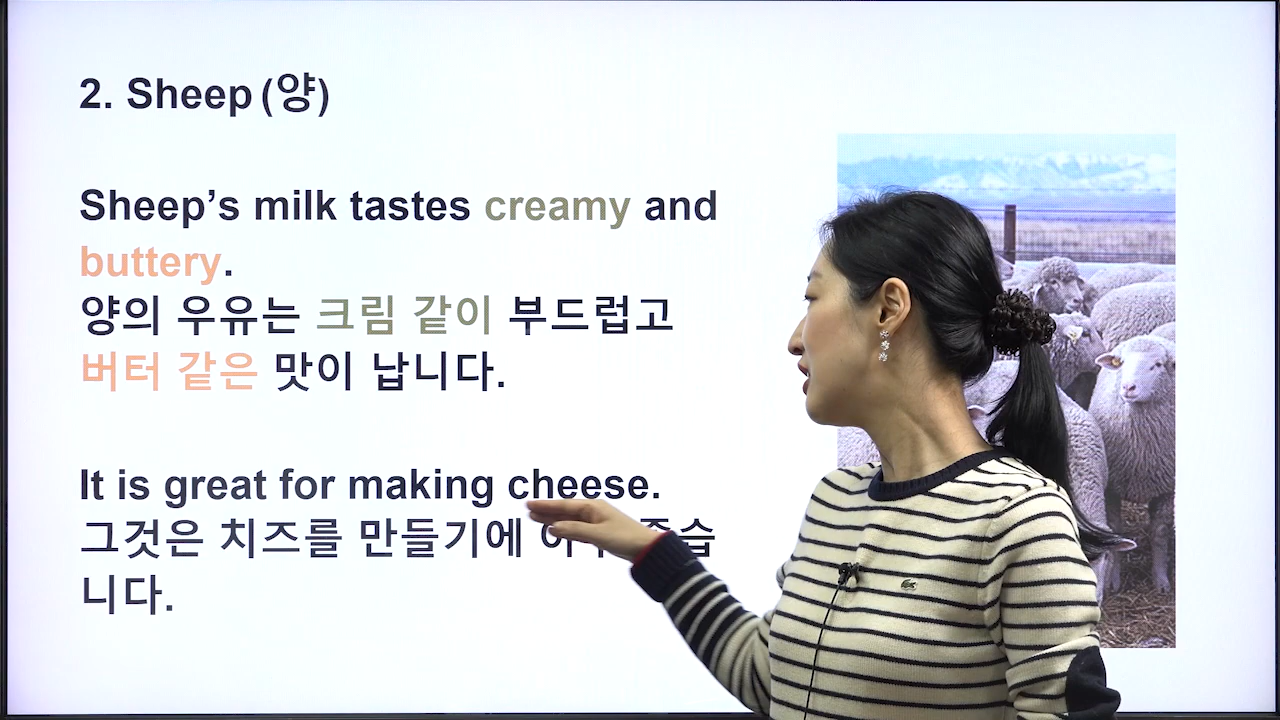 2. Sheep (양)
Sheep’s milk tastes creamy and
buttery.
양의 우유는 크림 같이 부드럽고
버터 같은 맛이 납니다.
It is great for making cheese.
그것은 치즈를 만들기에
니다.